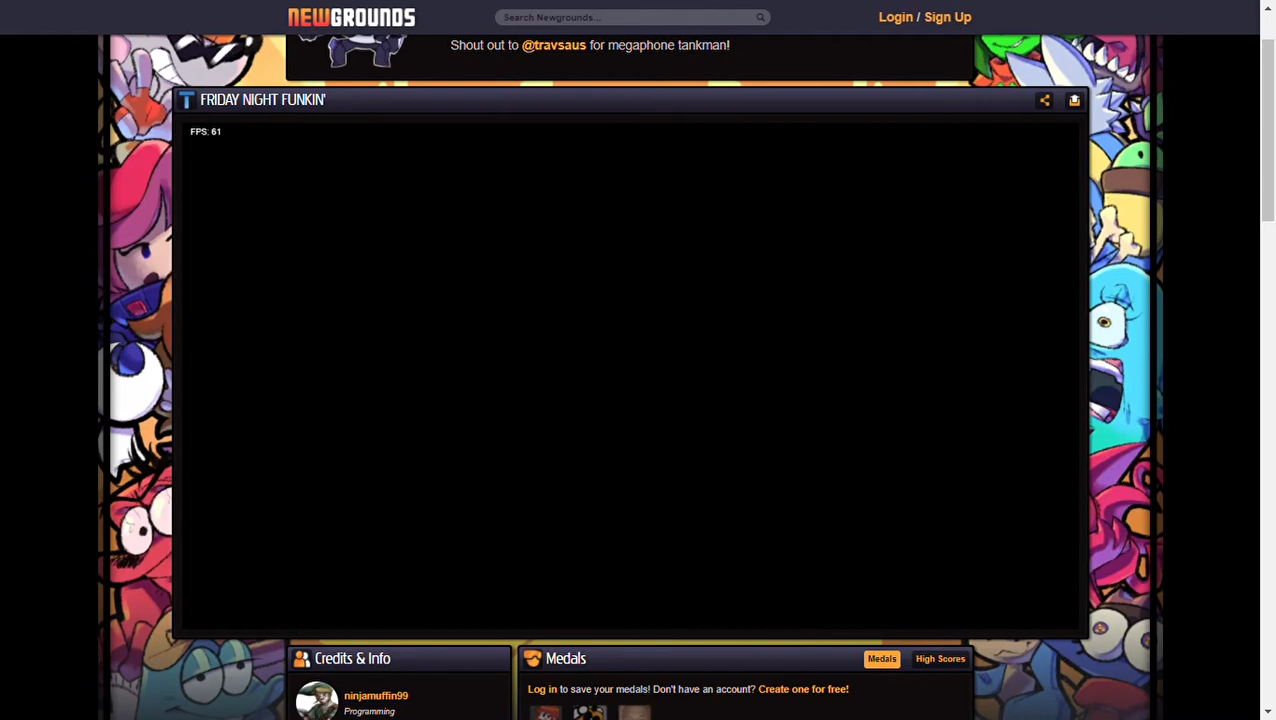 NEWGROUNDS
Search Newgrounds...
Login / Sign Up
Shout out to @travsaus for megaphone tankman!
FRIDAY NIGHT FUNKIN'
FPS: 61
Credits & Info
Medals
Medals
High Scores
ninjamuffin99
Programming
Log in to save your medals! Don't have an account? Create one for free!